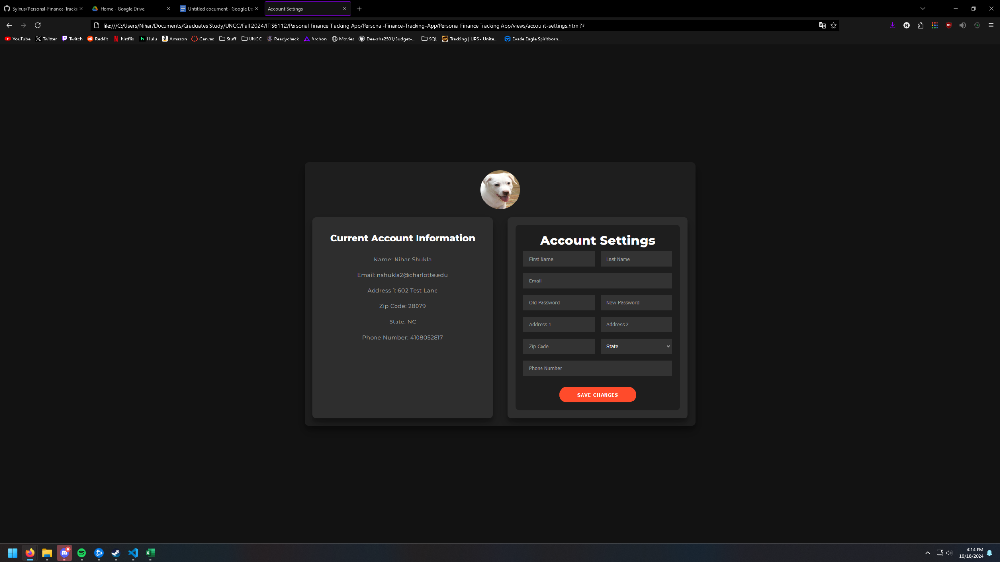 Sylnus/Personal-Finance-Tracki
Home - Google Drive
Untitled document - Google Do
Account Settings
file:///C:/Users/Nihar/Documents/Graduates Study/UNCC/Fall 2024/ITIS6112/Personal Finance Tracking App/Personal-Finance-Tracking-App/Personal Finance Tracking App/views/account-settings.html?#
YouTube Twitter Twitch Reddit Netflix Hulu Amazon Canvas Stuff UNCC Readycheck Archon Movies Deeksha2501/Budget-... SQL Tracking | UPS - Unite... Evade Eagle Spiritborn...
Current Account Information
Name: Nihar Shukla
Email: nshukla2@charlotte.edu
Address 1: 602 Test Lane
Zip Code: 28079
State: NC
Phone Number: 4108052817
Account Settings
First Name Last Name
Email
Old Password New Password
Address 1 Address 2
Zip Code State
Phone Number
SAVE CHANGES
4:14 PM
10/18/2024